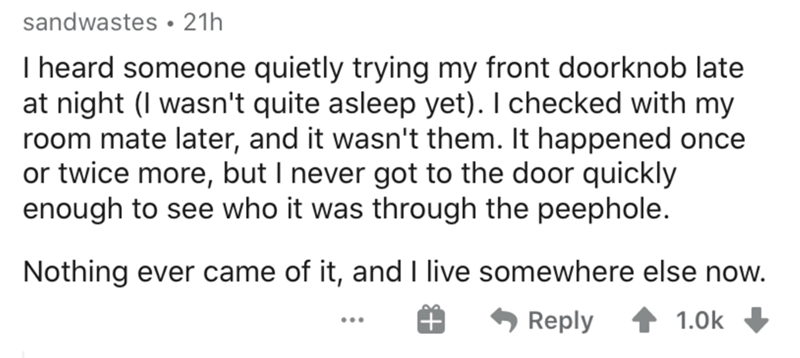 sandwastes • 21h
I heard someone quietly trying my front doorknob late
at night (I wasn't quite asleep yet). I checked with my
room mate later, and it wasn't them. It happened once
or twice more, but I never got to the door quickly
enough to see who it was through the peephole.
Nothing ever came of it, and I live somewhere else now.
... Reply 1.0k